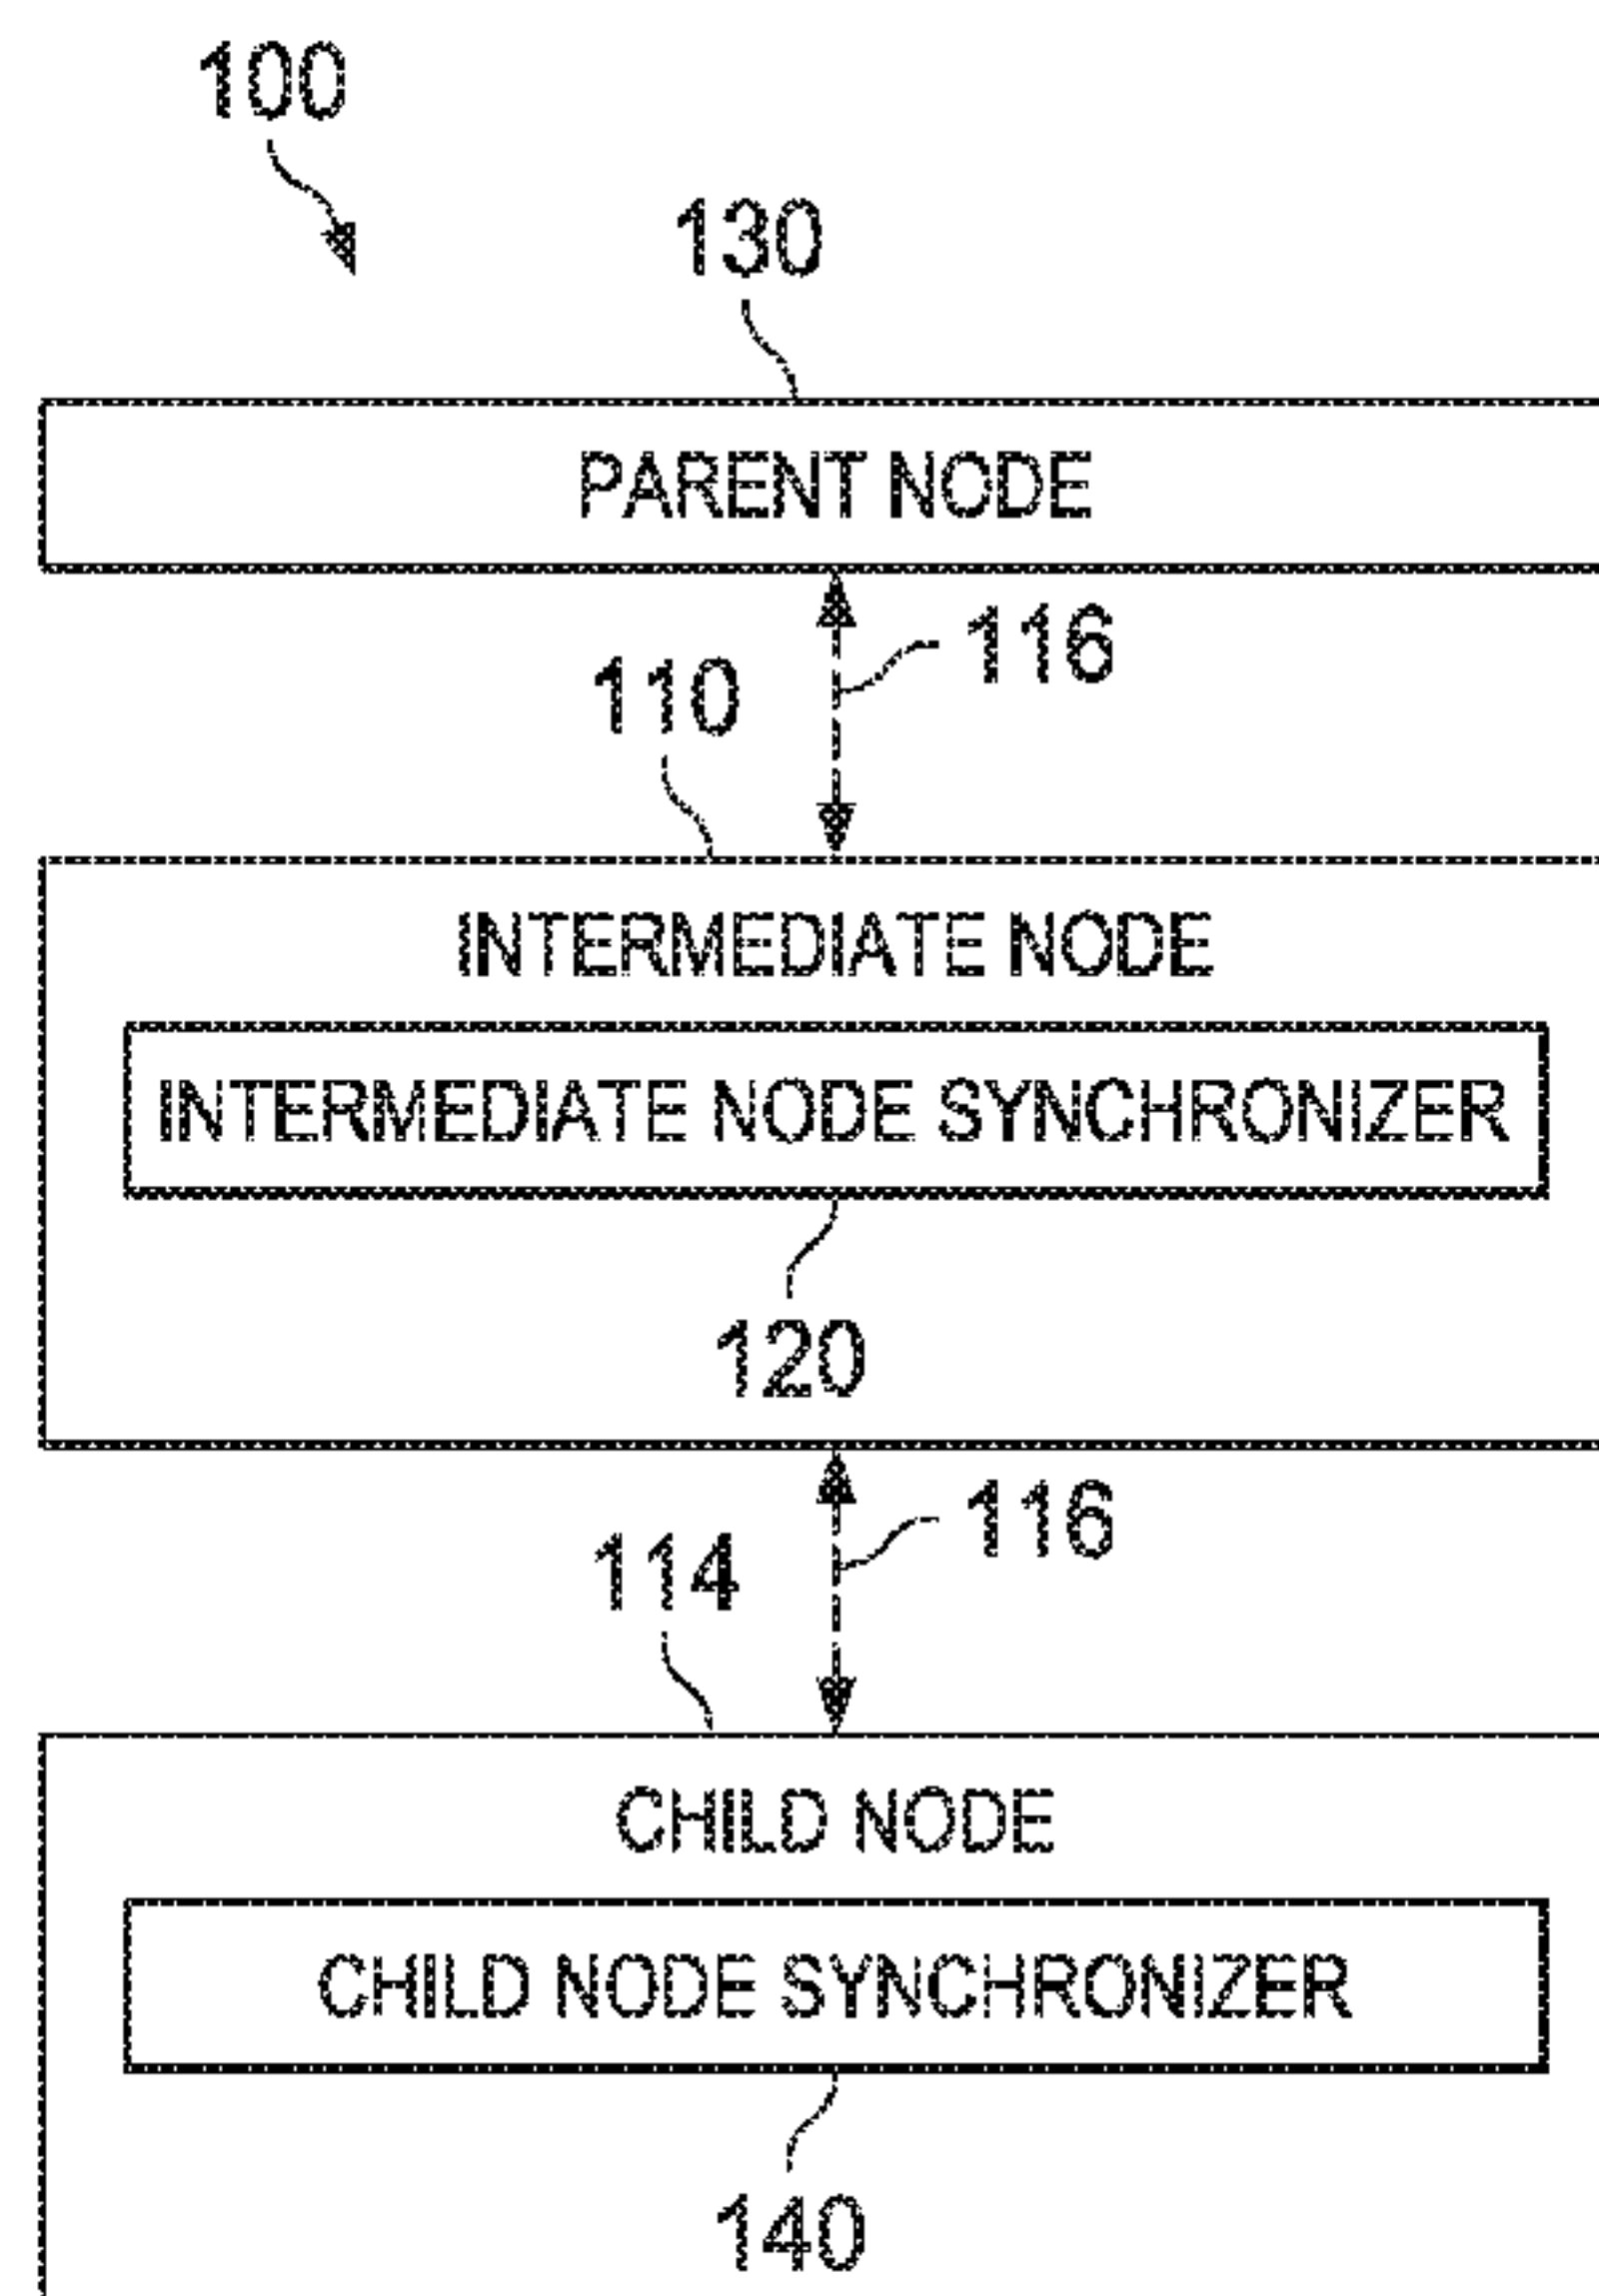 100
130
PARENT NODE
116
110
INTERMEDIATE NODE
INTERMEDIATE NODE SYNCHRONIZER
120
116
114
CHILD NODE
CHILD NODE SYNCHRONIZER
140